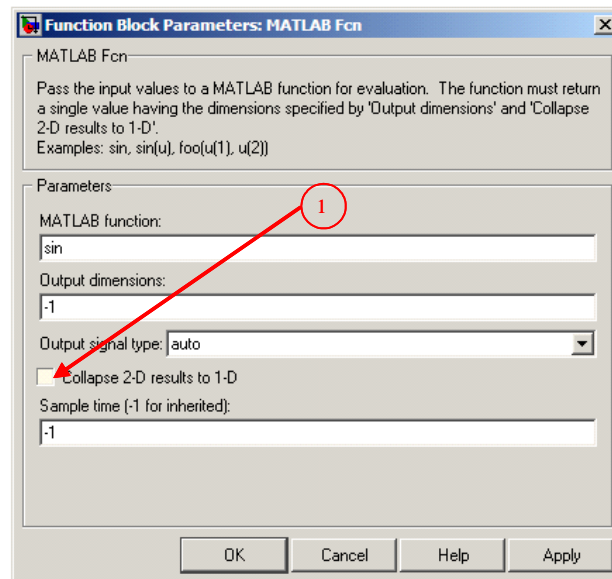 Function Block Parameters: MATLAB Fcn
MATLAB Fcn
Pass the input values to a MATLAB function for evaluation. The function must return
a single value having the dimensions specified by 'Output dimensions' and 'Collapse
2-D results to 1-D'.
Examples: sin, sin(u), foo(u(1), u(2))
Parameters
1
MATLAB function:
sin
Output dimensions:
-1
Output signal type: auto
Collapse 2-D results to 1-D
Sample time (-1 for inherited):
-1
OK Cancel Help Apply